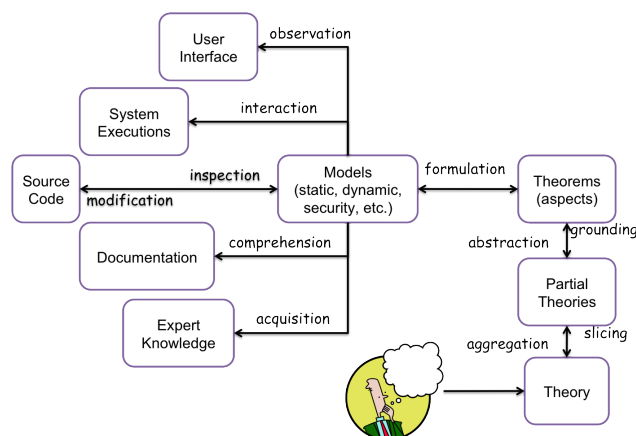 User
Interface
observation
System
Executions
interaction
Source
Code
inspection
modification
Models
(static, dynamic,
security, etc.)
formulation
Theorems
(aspects)
Documentation
comprehension
abstraction
grounding
Expert
Knowledge
acquisition
Partial
Theories
aggregation
slicing
Theory